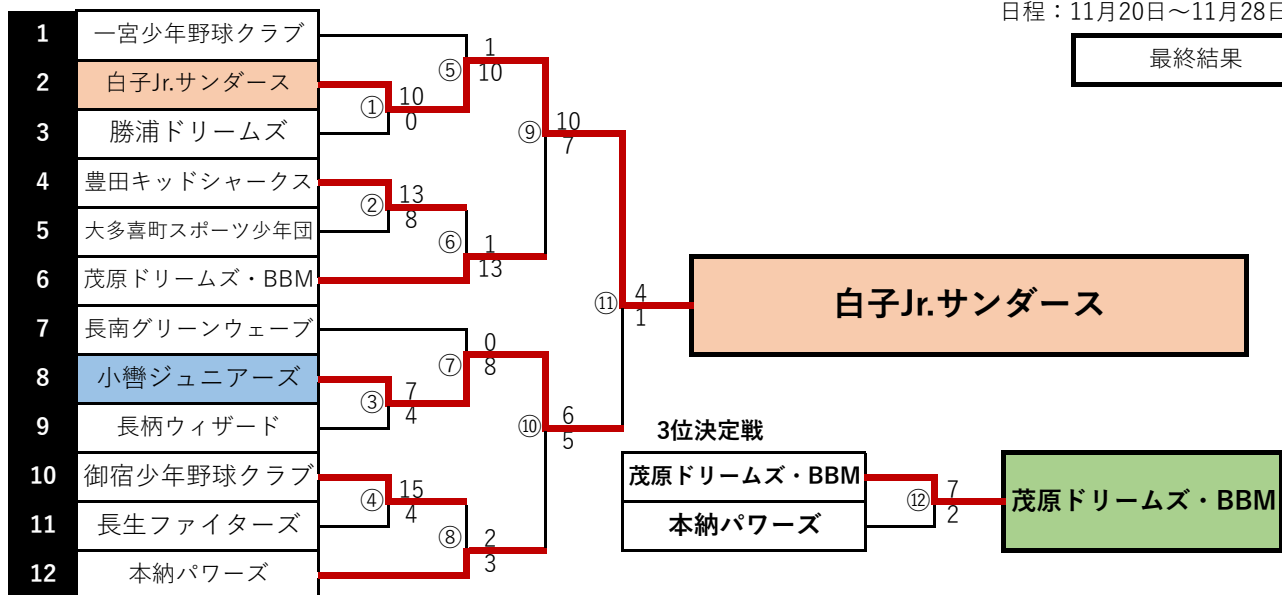 日程：11月20日～11月28日
最終結果
1 一宮少年野球クラブ
2 白子Jr.サンダース
3 勝浦ドリームズ
4 豊田キッドシャークス
5 大多喜町スポーツ少年団
6 茂原ドリームズ・BBM
7 長南グリーンウェーブ
8 小轡ジュニアーズ
9 長柄ウィザード
10 御宿少年野球クラブ
11 長生ファイターズ
12 本納パワーズ
① 10 0
② 13 8
③ 7 4
④ 15 4
⑤ 1 10
⑥ 1 13
⑦ 0 8
⑧ 2 3
⑨ 10 7
⑩ 6 5
⑪ 4 1
白子Jr.サンダース
3位決定戦
茂原ドリームズ・BBM
本納パワーズ
⑫ 7 2
茂原ドリームズ・BBM